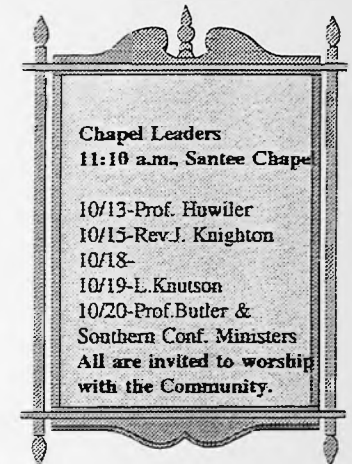 Chapel Leaders
11:10 a.m., Santee Chapel
10/13-Prof. Huwiler
10/15-Rev.J. Knighton
10/18-
10/19-L.Knutson
10/20-Prof.Butler &
Southern Conf. Ministers
All are invited to worship
with the Community.